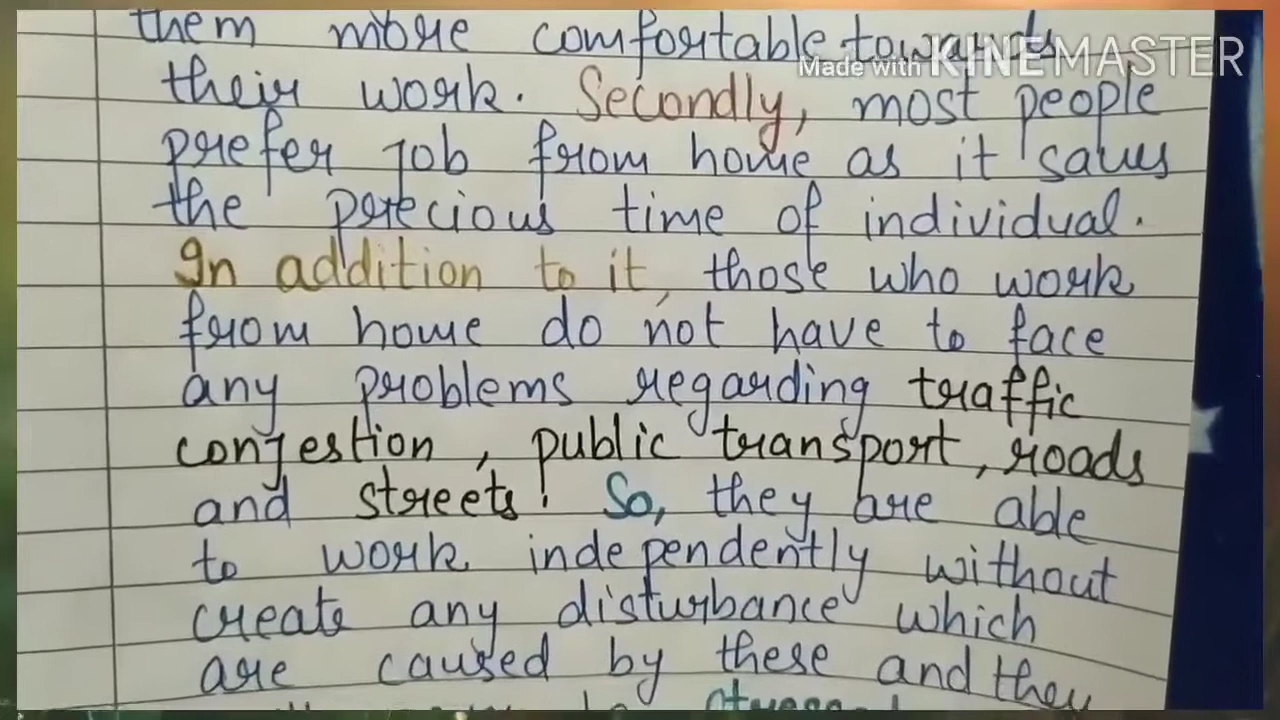 them more comfortable towards
Made with KINEMASTER
their work. Secondly, most people
prefer job from home as it saves
the precious time of individual.
In addition to it, those who work
from home do not have to face
any problems regarding traffic
congestion, public transport, roads
and streets. So, they are able
to work independently without
create any disturbance which
are caused by these and they